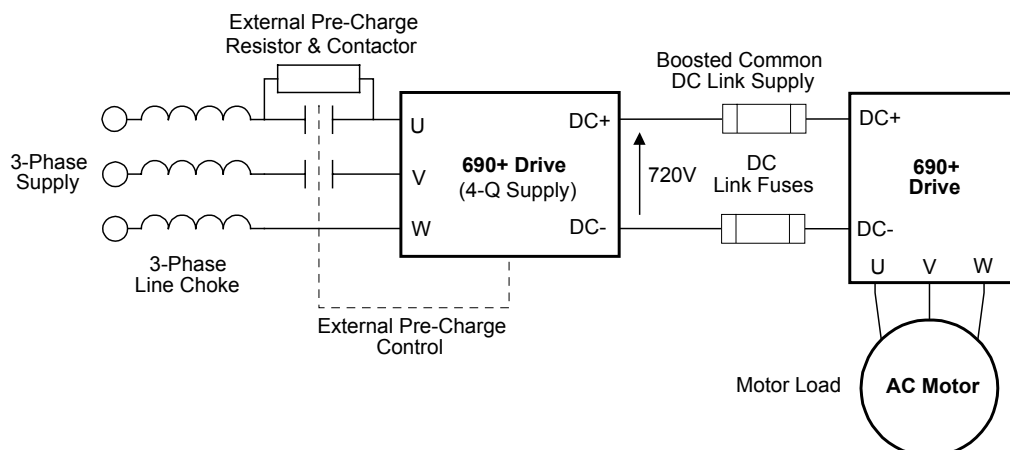 External Pre-Charge
Resistor & Contactor
Boosted Common
DC Link Supply
3-Phase
Supply
U
V
W
690+ Drive
(4-Q Supply)
DC+
DC-
720V
DC
Link Fuses
DC+
DC-
690+
Drive
U V W
3-Phase
Line Choke
External Pre-Charge
Control
Motor Load
AC Motor